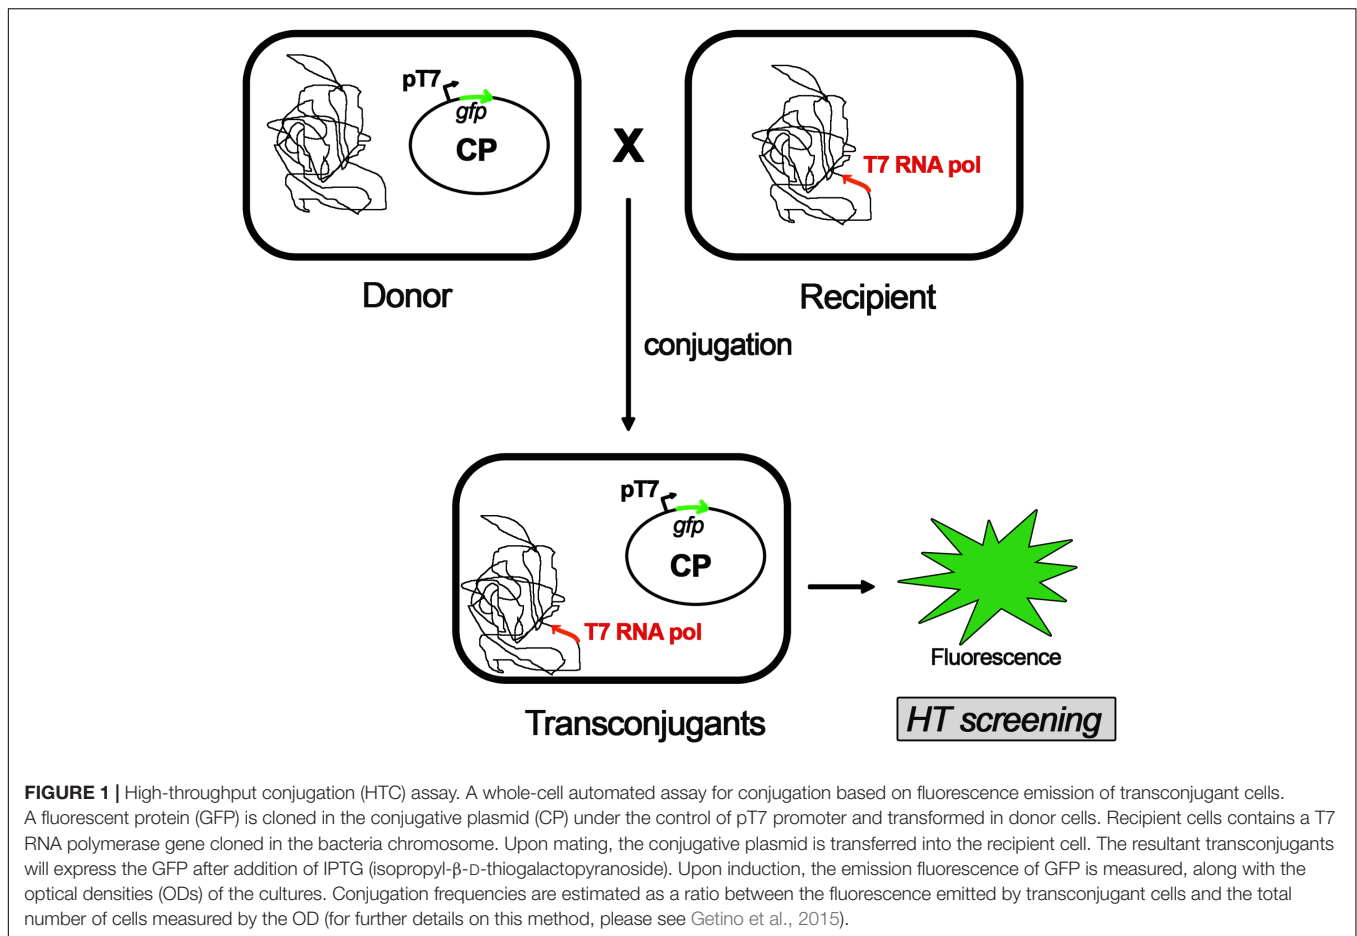 pT7
gfp
CP
X
T7 RNA pol
Donor
Recipient
conjugation
pT7
gfp
CP
T7 RNA pol
Fluorescence
Transconjugants
HT screening
FIGURE 1 | High-throughput conjugation (HTC) assay. A whole-cell automated assay for conjugation based on fluorescence emission of transconjugant cells.
A fluorescent protein (GFP) is cloned in the conjugative plasmid (CP) under the control of pT7 promoter and transformed in donor cells. Recipient cells contains a T7
RNA polymerase gene cloned in the bacteria chromosome. Upon mating, the conjugative plasmid is transferred into the recipient cell. The resultant transconjugants
will express the GFP after addition of IPTG (isopropyl-β-D-thiogalactopyranoside). Upon induction, the emission fluorescence of GFP is measured, along with the
optical densities (ODs) of the cultures. Conjugation frequencies are estimated as a ratio between the fluorescence emitted by transconjugant cells and the total
number of cells measured by the OD (for further details on this method, please see Getino et al., 2015).